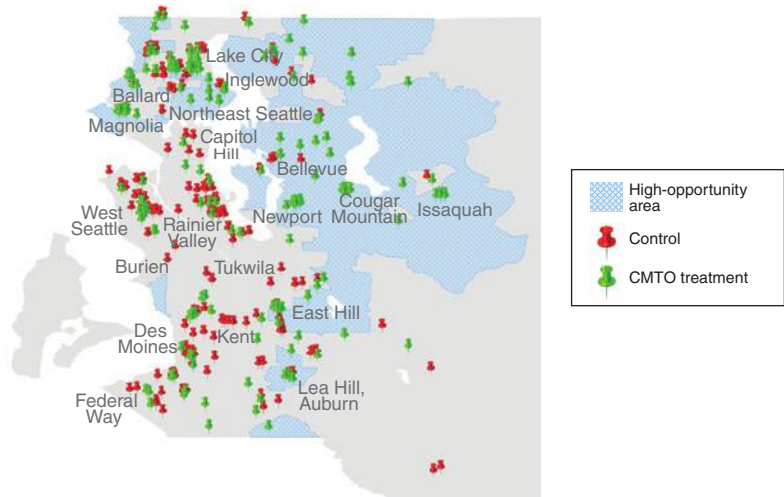 Lake City
Inglewood
Ballard
Northeast Seattle
Magnolia
Capitol
Hill
Bellevue
West
Seattle
Rainier
Valley
Newport
Cougar
Mountain
Issaquah
Burien
Tukwila
East Hill
Des
Moines
Kent
Federal
Way
Lea Hill,
Auburn
High-opportunity
area
Control
CMTO treatment